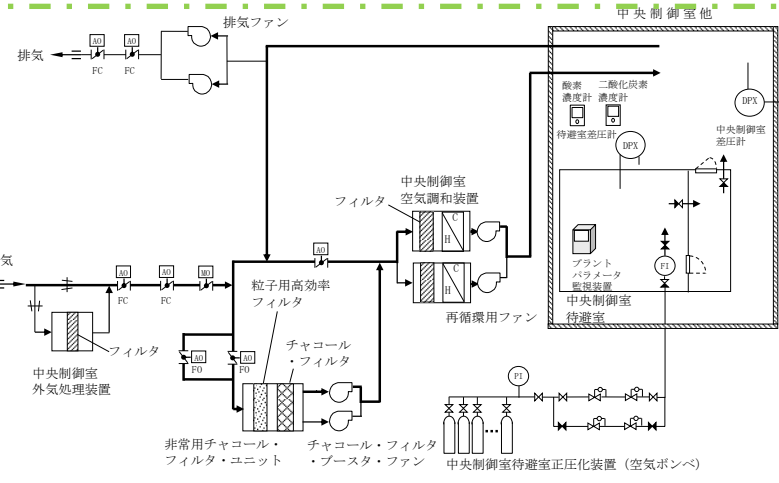 中央制御室他
排気ファン
排気
AO
AO
FC
FC
酸素
濃度計
二酸化炭素
濃度計
DPX
中央制御室
差圧計
待避室差圧計
DPX
中央制御室
空気調和装置
フィルタ
C
H
C
H
再循環用ファン
プラント
パラメータ
監視装置
FI
中央制御室
待避室
気
AO
AO
MO
FC
FC
AO
粒子用高効率
フィルタ
チャコール
・フィルタ
フィルタ
中央制御室
外気処理装置
AO
FO
AO
FO
PI
非常用チャコール・
フィルタ・ユニット
チャコール・フィルタ
・ブースタ・ファン
中央制御室待避室正圧化装置（空気ボンベ）